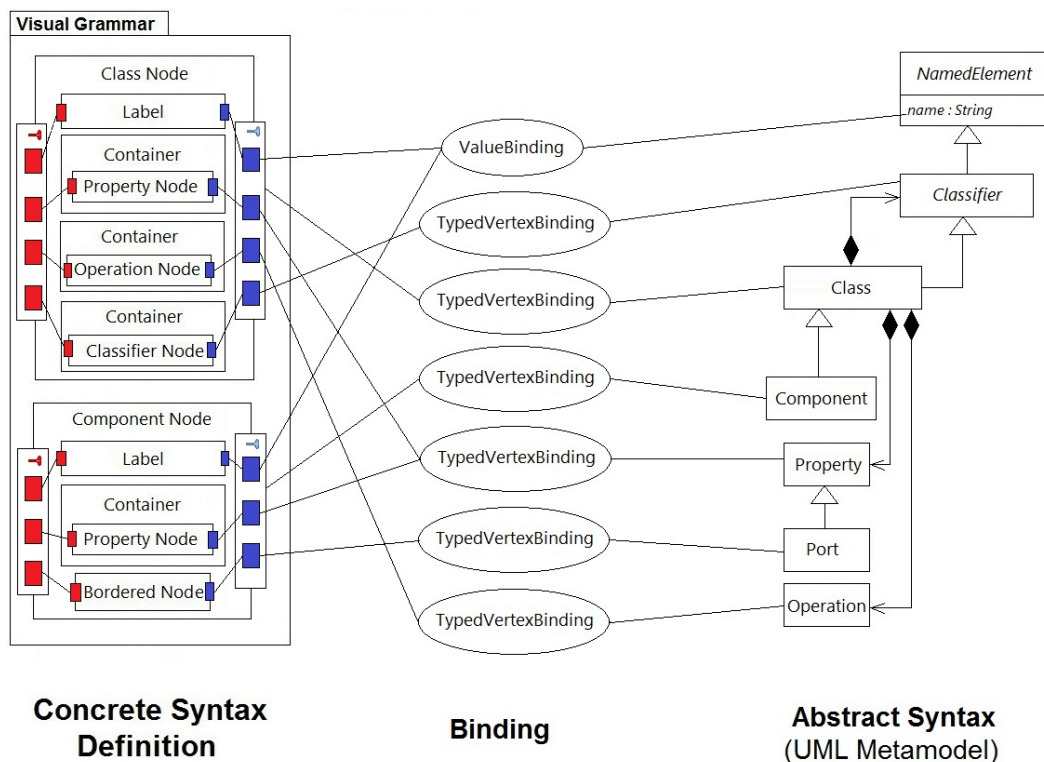 Visual Grammar
Class Node
Label
Container
Property Node
Container
Operation Node
Container
Classifier Node
Component Node
Label
Container
Property Node
Bordered Node
ValueBinding
TypedVertexBinding
TypedVertexBinding
TypedVertexBinding
TypedVertexBinding
TypedVertexBinding
TypedVertexBinding
NamedElement
name : String
Classifier
Class
Component
Property
Port
Operation
Concrete Syntax
Definition
Binding
Abstract Syntax
(UML Metamodel)